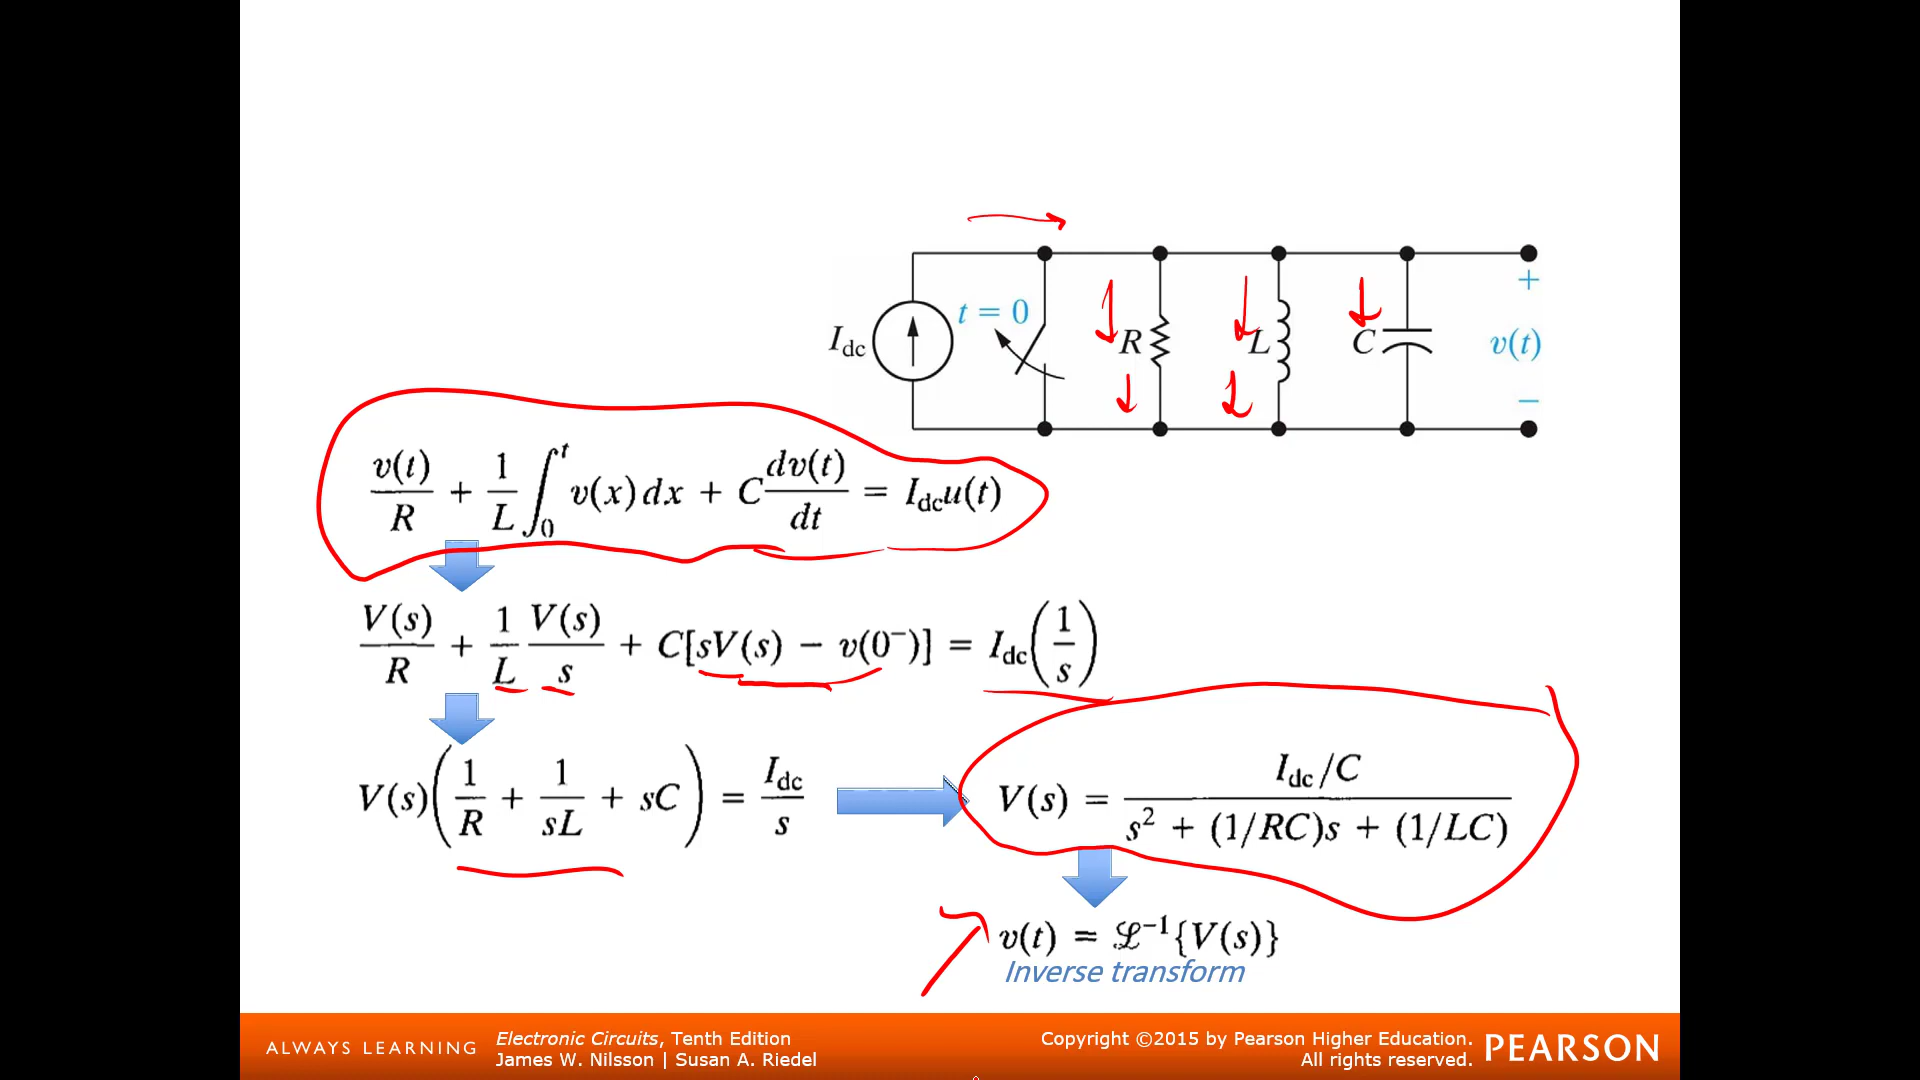 t = 0
+
I_dc
R
L
C
v(t)
−
v(t)/R + 1/L ∫₀ᵗ v(x) dx + C dv(t)/dt = I_dc u(t)
V(s)/R + 1/L V(s)/s + C[sV(s) − v(0⁻)] = I_dc(1/s)
V(s)(1/R + 1/sL + sC) = I_dc/s
V(s) = (I_dc/C)/(s² + (1/RC)s + (1/LC))
v(t) = ℒ⁻¹{V(s)}
Inverse transform
ALWAYS LEARNING
Electronic Circuits, Tenth Edition
James W. Nilsson | Susan A. Riedel
Copyright ©2015 by Pearson Higher Education.
All rights reserved.
PEARSON